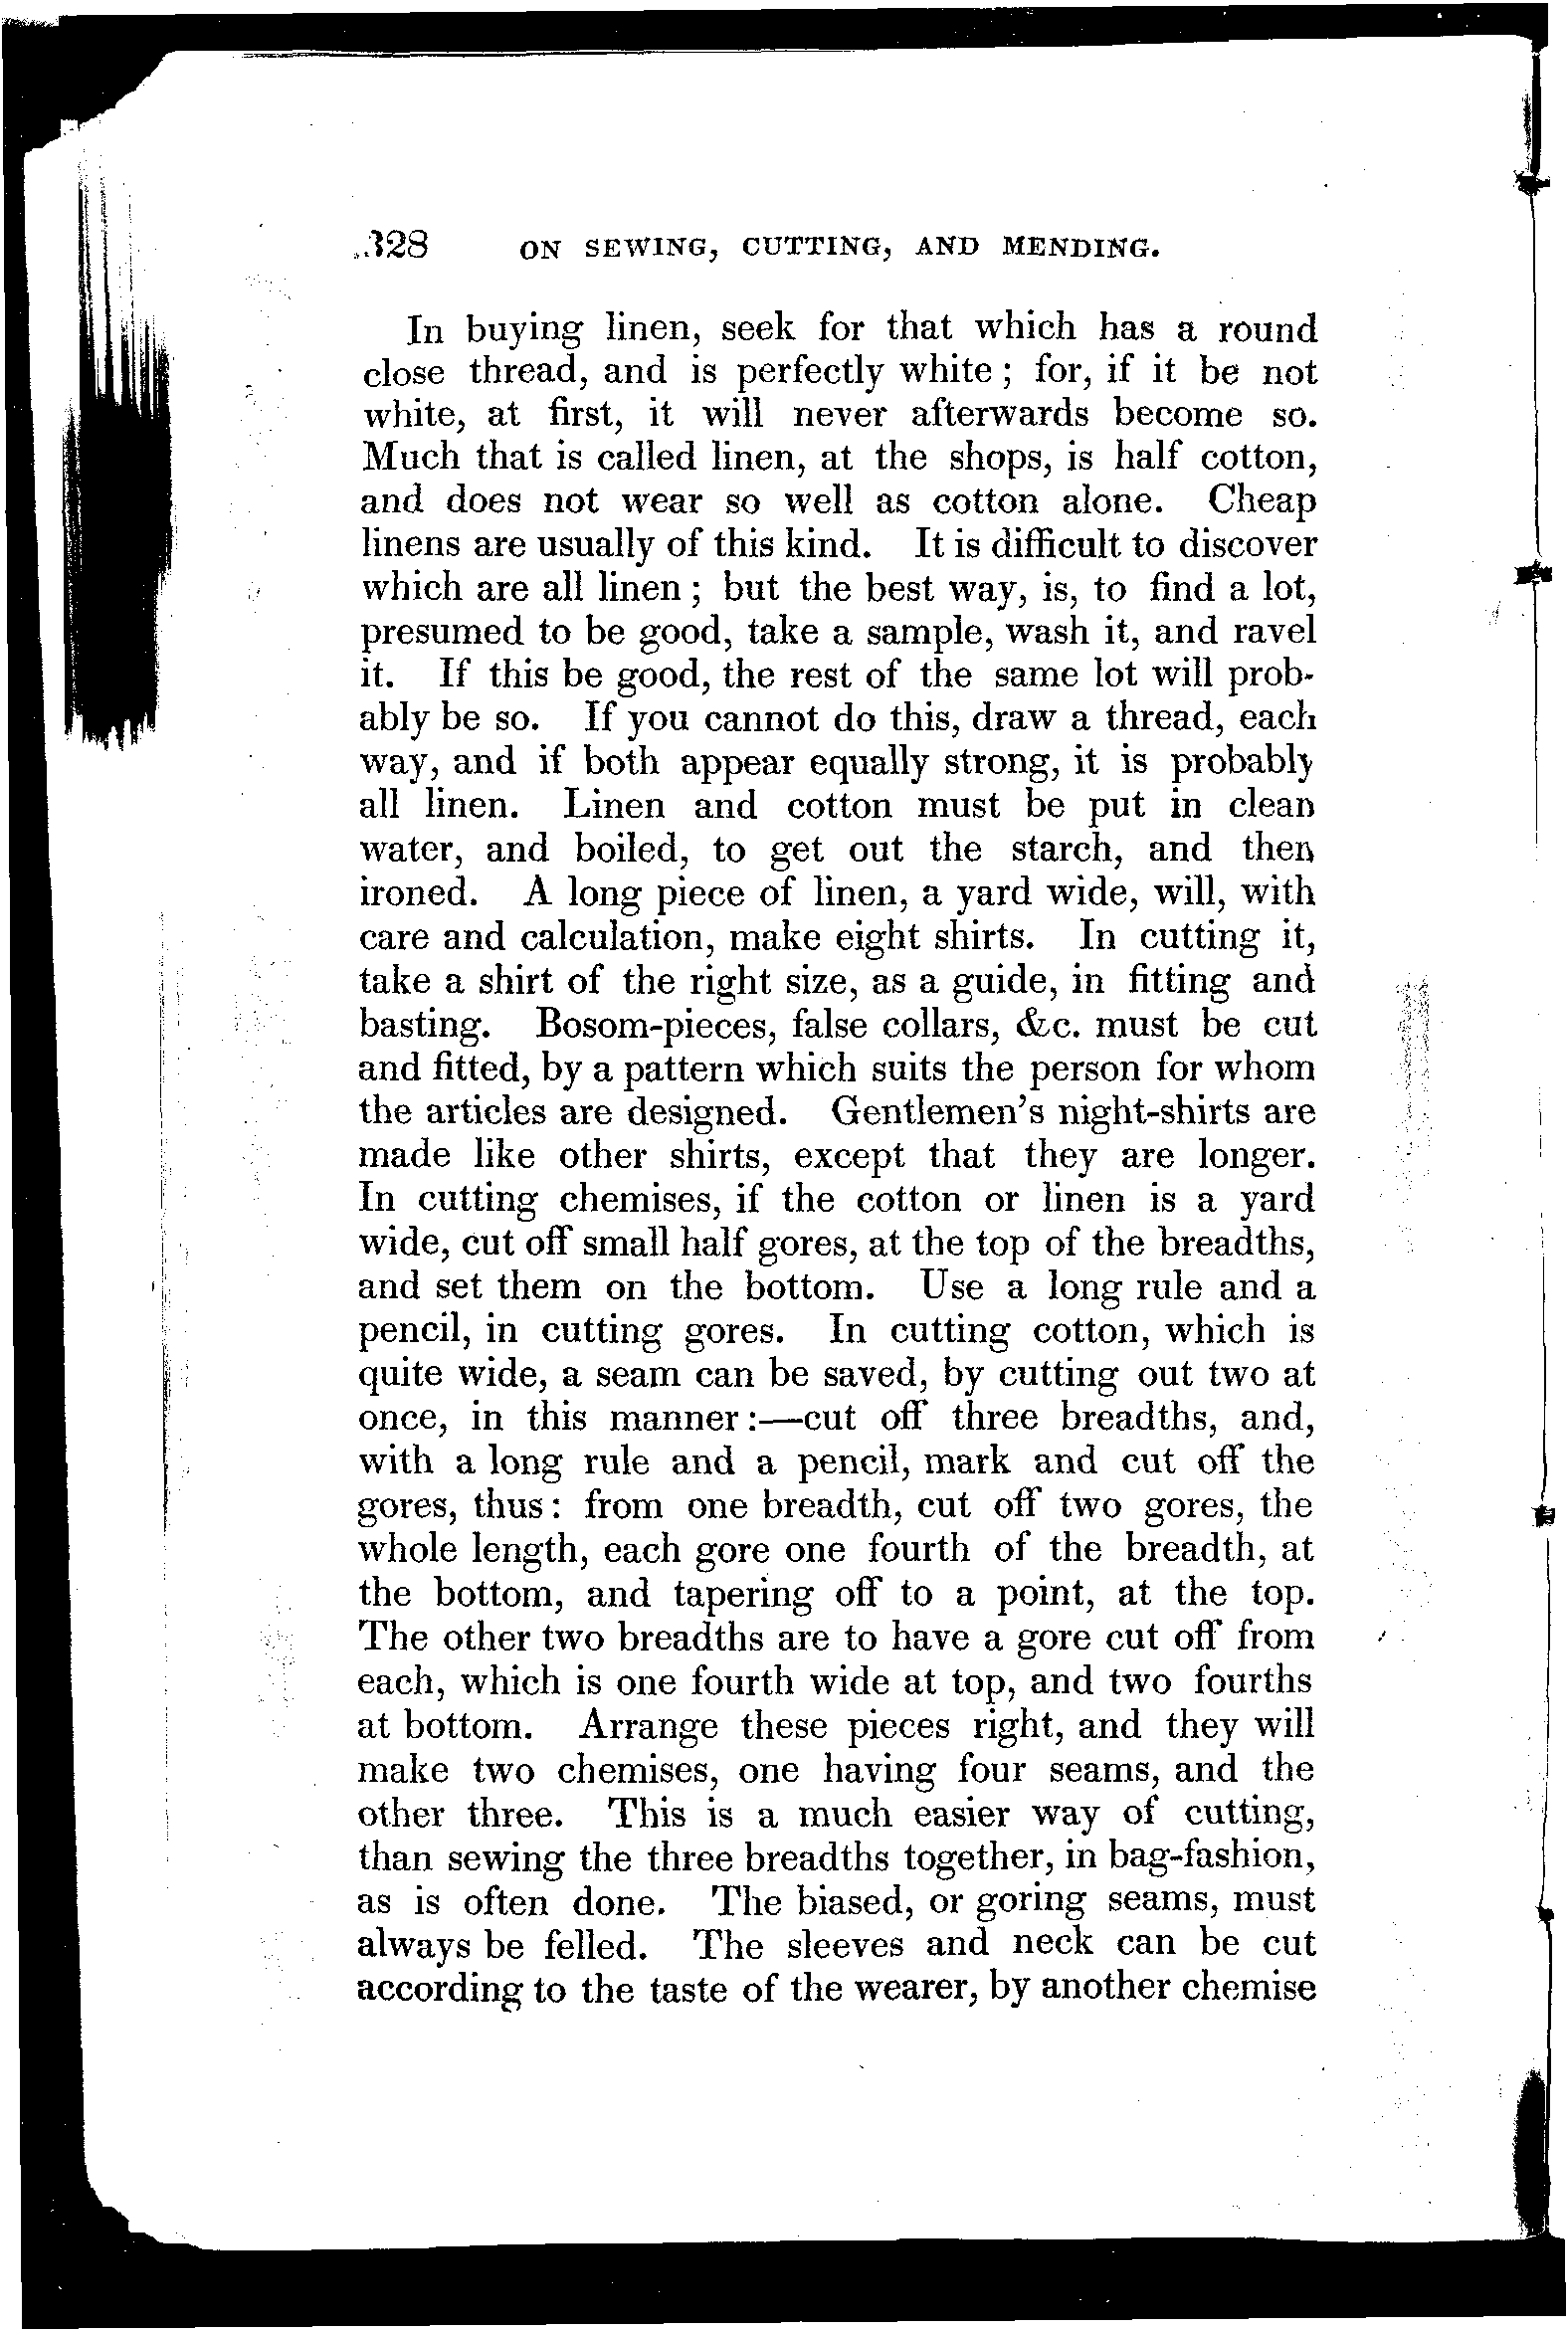 328 ON SEWING, CUTTING, AND MENDING.
In buying linen, seek for that which has a round
close thread, and is perfectly white; for, if it be not
white, at first, it will never afterwards become so.
Much that is called linen, at the shops, is half cotton,
and does not wear so well as cotton alone. Cheap
linens are usually of this kind. It is difficult to discover
which are all linen; but the best way, is, to find a lot,
presumed to be good, take a sample, wash it, and ravel
it. If this be good, the rest of the same lot will prob-
ably be so. If you cannot do this, draw a thread, each
way, and if both appear equally strong, it is probably
all linen. Linen and cotton must be put in clean
water, and boiled, to get out the starch, and then
ironed. A long piece of linen, a yard wide, will, with
care and calculation, make eight shirts. In cutting it,
take a shirt of the right size, as a guide, in fitting and
basting. Bosom-pieces, false collars, &c. must be cut
and fitted, by a pattern which suits the person for whom
the articles are designed. Gentlemen's night-shirts are
made like other shirts, except that they are longer.
In cutting chemises, if the cotton or linen is a yard
wide, cut off small half gores, at the top of the breadths,
and set them on the bottom. Use a long rule and a
pencil, in cutting gores. In cutting cotton, which is
quite wide, a seam can be saved, by cutting out two at
once, in this manner:—cut off three breadths, and,
with a long rule and a pencil, mark and cut off the
gores, thus: from one breadth, cut off two gores, the
whole length, each gore one fourth of the breadth, at
the bottom, and tapering off to a point, at the top.
The other two breadths are to have a gore cut off from
each, which is one fourth wide at top, and two fourths
at bottom. Arrange these pieces right, and they will
make two chemises, one having four seams, and the
other three. This is a much easier way of cutting,
than sewing the three breadths together, in bag-fashion,
as is often done. The biased, or goring seams, must
always be felled. The sleeves and neck can be cut
according to the taste of the wearer, by another chemise